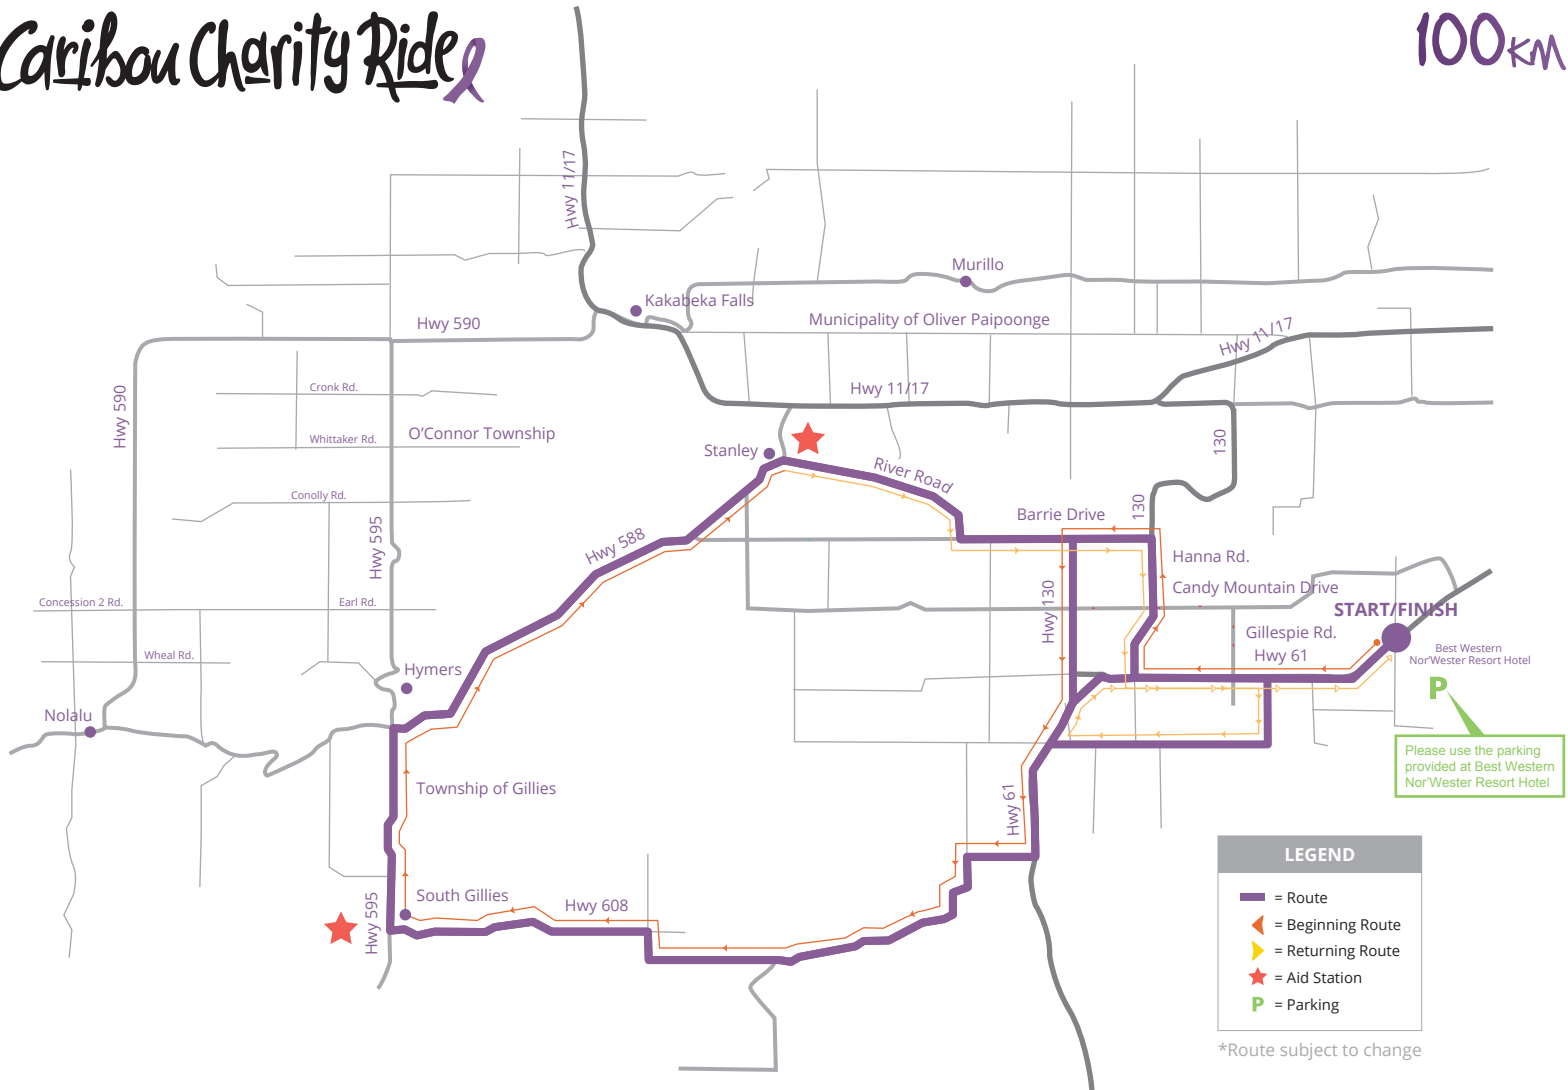 Caribou Charity Ride
100KM
Hwy 11/17
Murillo
Kakabeka Falls
Hwy 590
Municipality of Oliver Paipoonge
Hwy 11/17
Hwy 590
Cronk Rd.
Hwy 11/17
Whittaker Rd.
O'Connor Township
130
Stanley
River Road
Conolly Rd.
130
Barrie Drive
Hwy 595
Hwy 588
Hanna Rd.
Candy Mountain Drive
Concession 2 Rd.
Earl Rd.
Hwy 130
START/FINISH
Gillespie Rd.
Wheal Rd.
Hwy 61
Best Western
Nor'Wester Resort Hotel
Hymers
P
Nolalu
Please use the parking
provided at Best Western
Nor'Wester Resort Hotel
Township of Gillies
Hwy 61
LEGEND
South Gillies
Hwy 608
Hwy 595
= Route
= Beginning Route
= Returning Route
= Aid Station
P = Parking
*Route subject to change